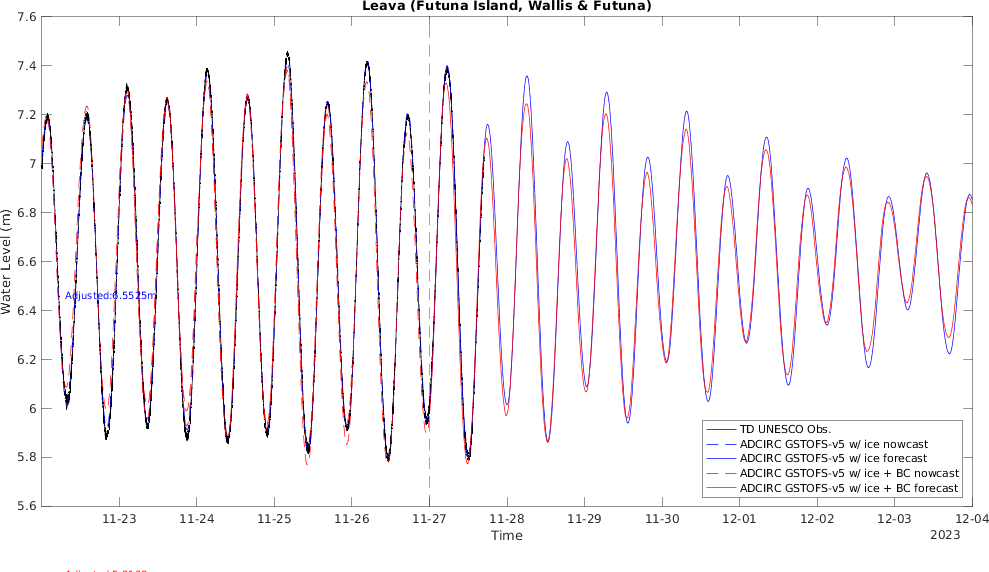 Leava (Futuna Island, Wallis & Futuna)
7.6
7.4
7.2
7
6.8
6.6
6.4
6.2
6
5.8
5.6
Water Level (m)
Adjusted:6.5525m
TD UNESCO Obs.
ADCIRC GSTOFS-v5 w/ ice nowcast
ADCIRC GSTOFS-v5 w/ ice forecast
ADCIRC GSTOFS-v5 w/ ice + BC nowcast
ADCIRC GSTOFS-v5 w/ ice + BC forecast
11-23 11-24 11-25 11-26 11-27 11-28 11-29 11-30 12-01 12-02 12-03 12-04
Time
2023